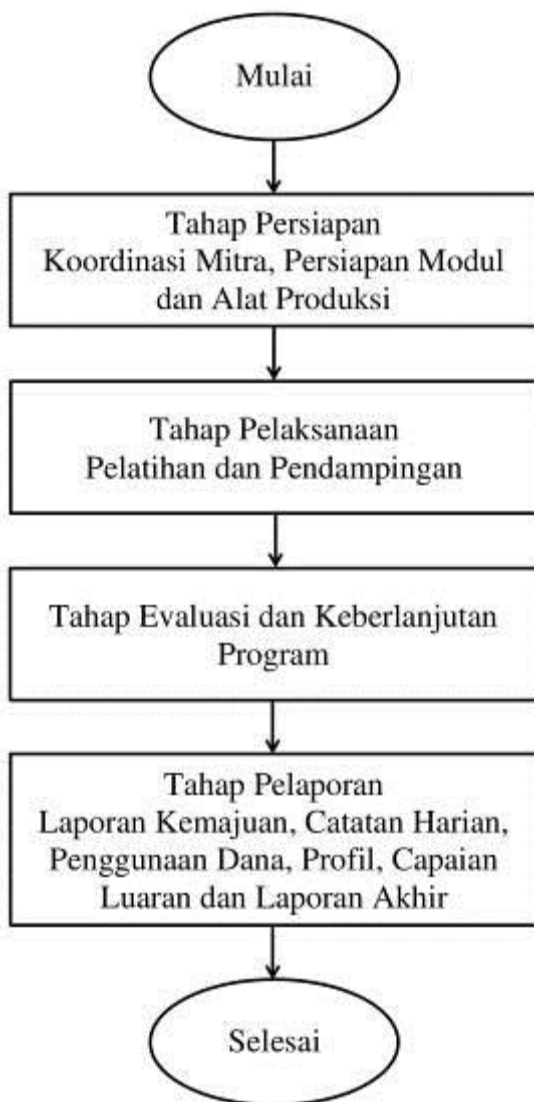 Mulai
Tahap Persiapan
Koordinasi Mitra, Persiapan Modul
dan Alat Produksi
Tahap Pelaksanaan
Pelatihan dan Pendampingan
Tahap Evaluasi dan Keberlanjutan
Program
Tahap Pelaporan
Laporan Kemajuan, Catatan Harian,
Penggunaan Dana, Profil, Capaian
Luaran dan Laporan Akhir
Selesai